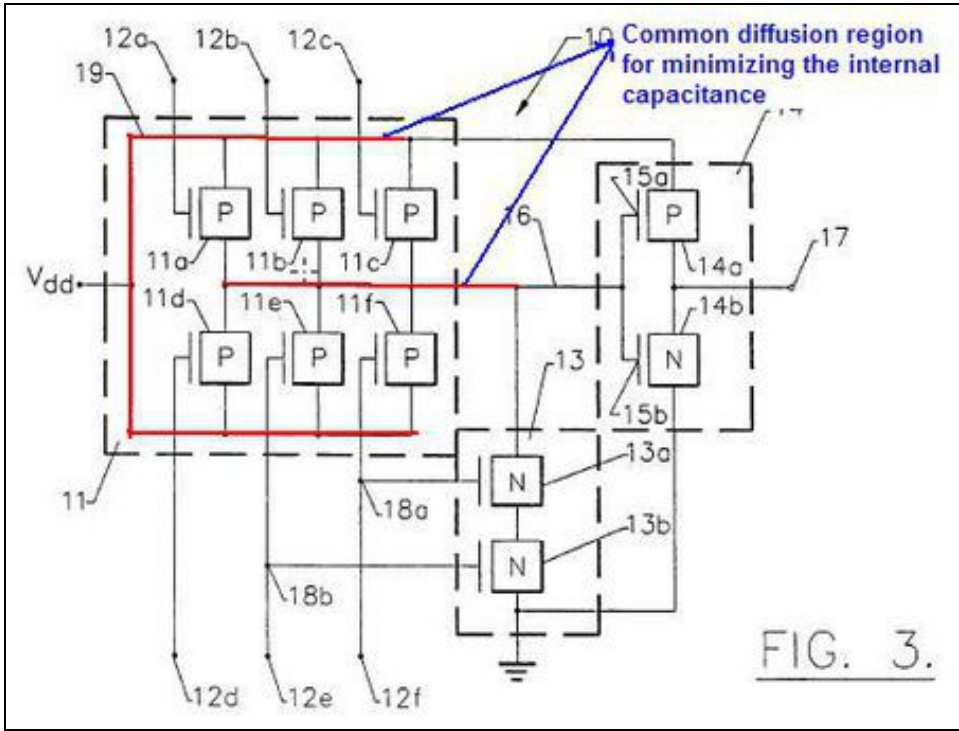 12a 12b 12c 10 Common diffusion region
19 for minimizing the internal
capacitance
15a
P P P P
11a 11b 11c 16 14a 17
Vdd
11d 11e 11f 14b
P P P N
13 15b
13a
11 18a N
13b
18b N
FIG. 3.
12d 12e 12f